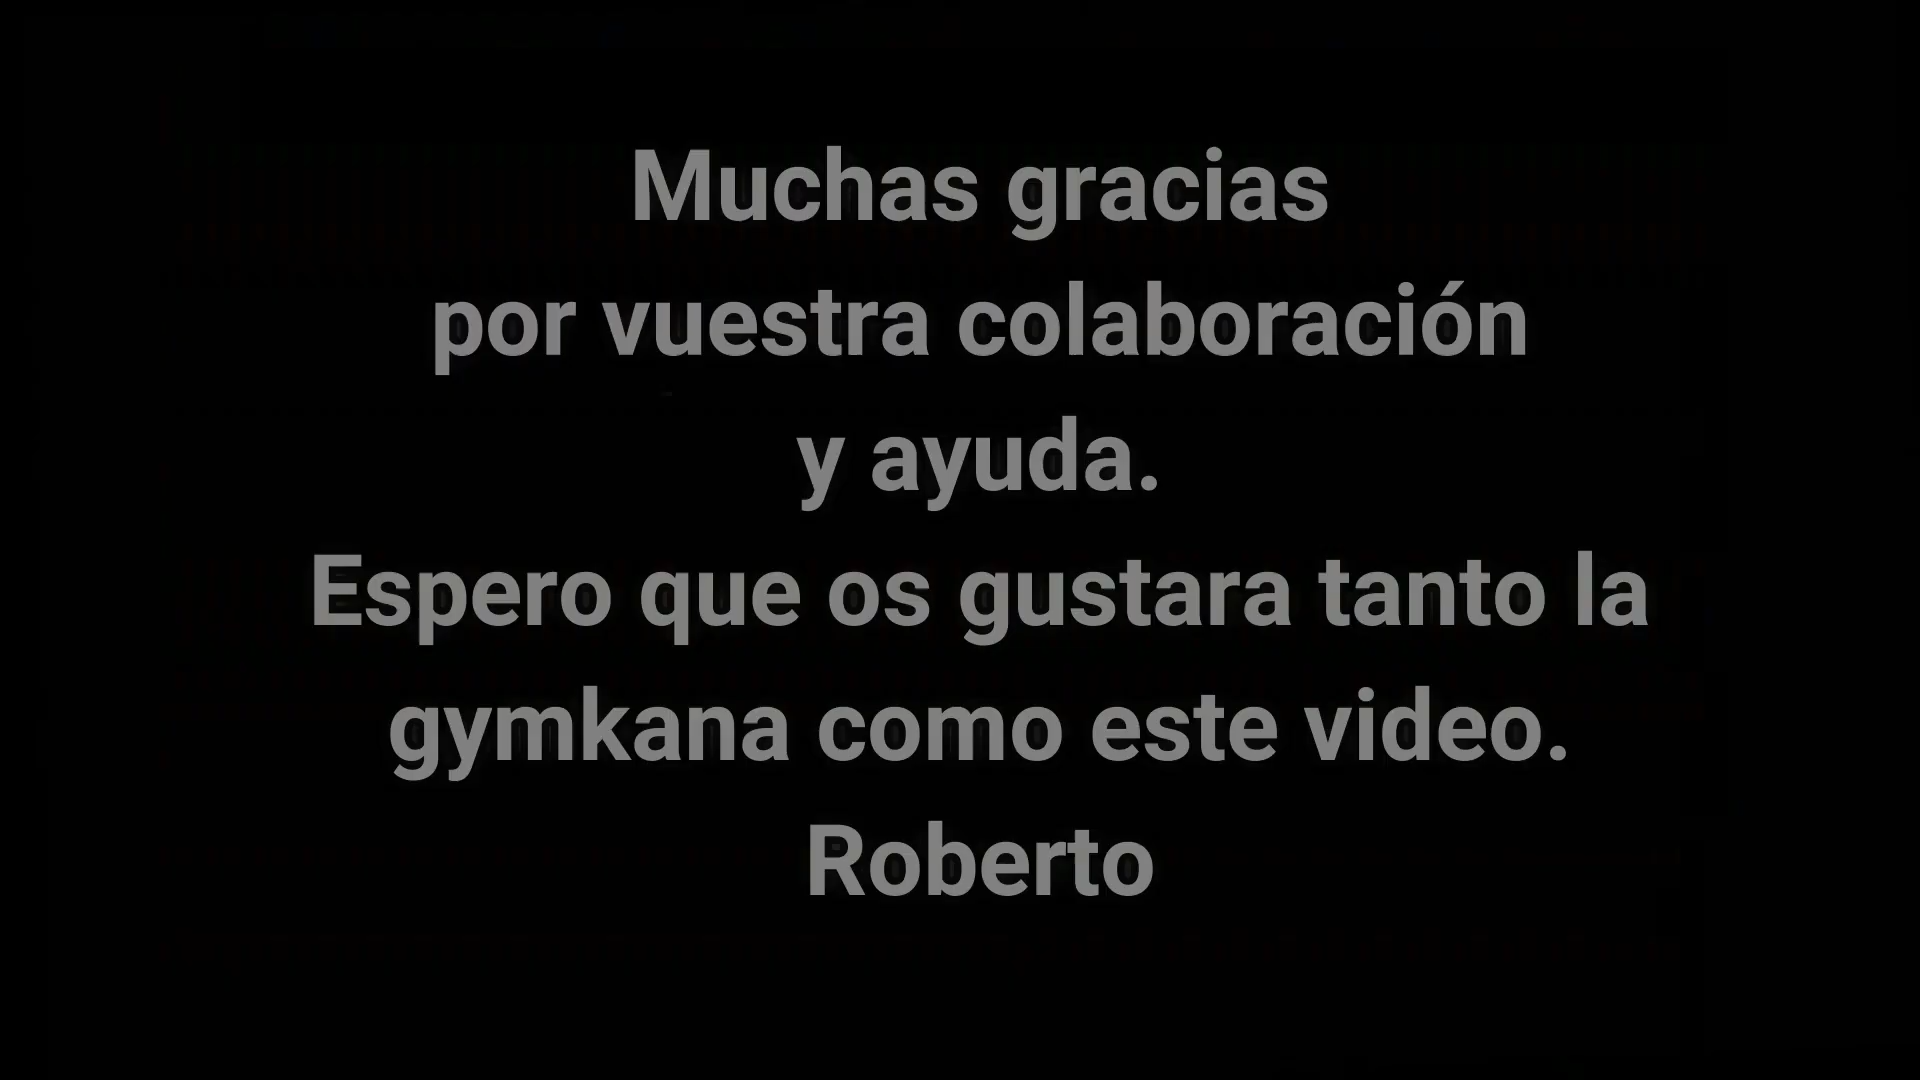 Muchas gracias
por vuestra colaboración
y ayuda.
Espero que os gustara tanto la
gymkana como este video.
Roberto